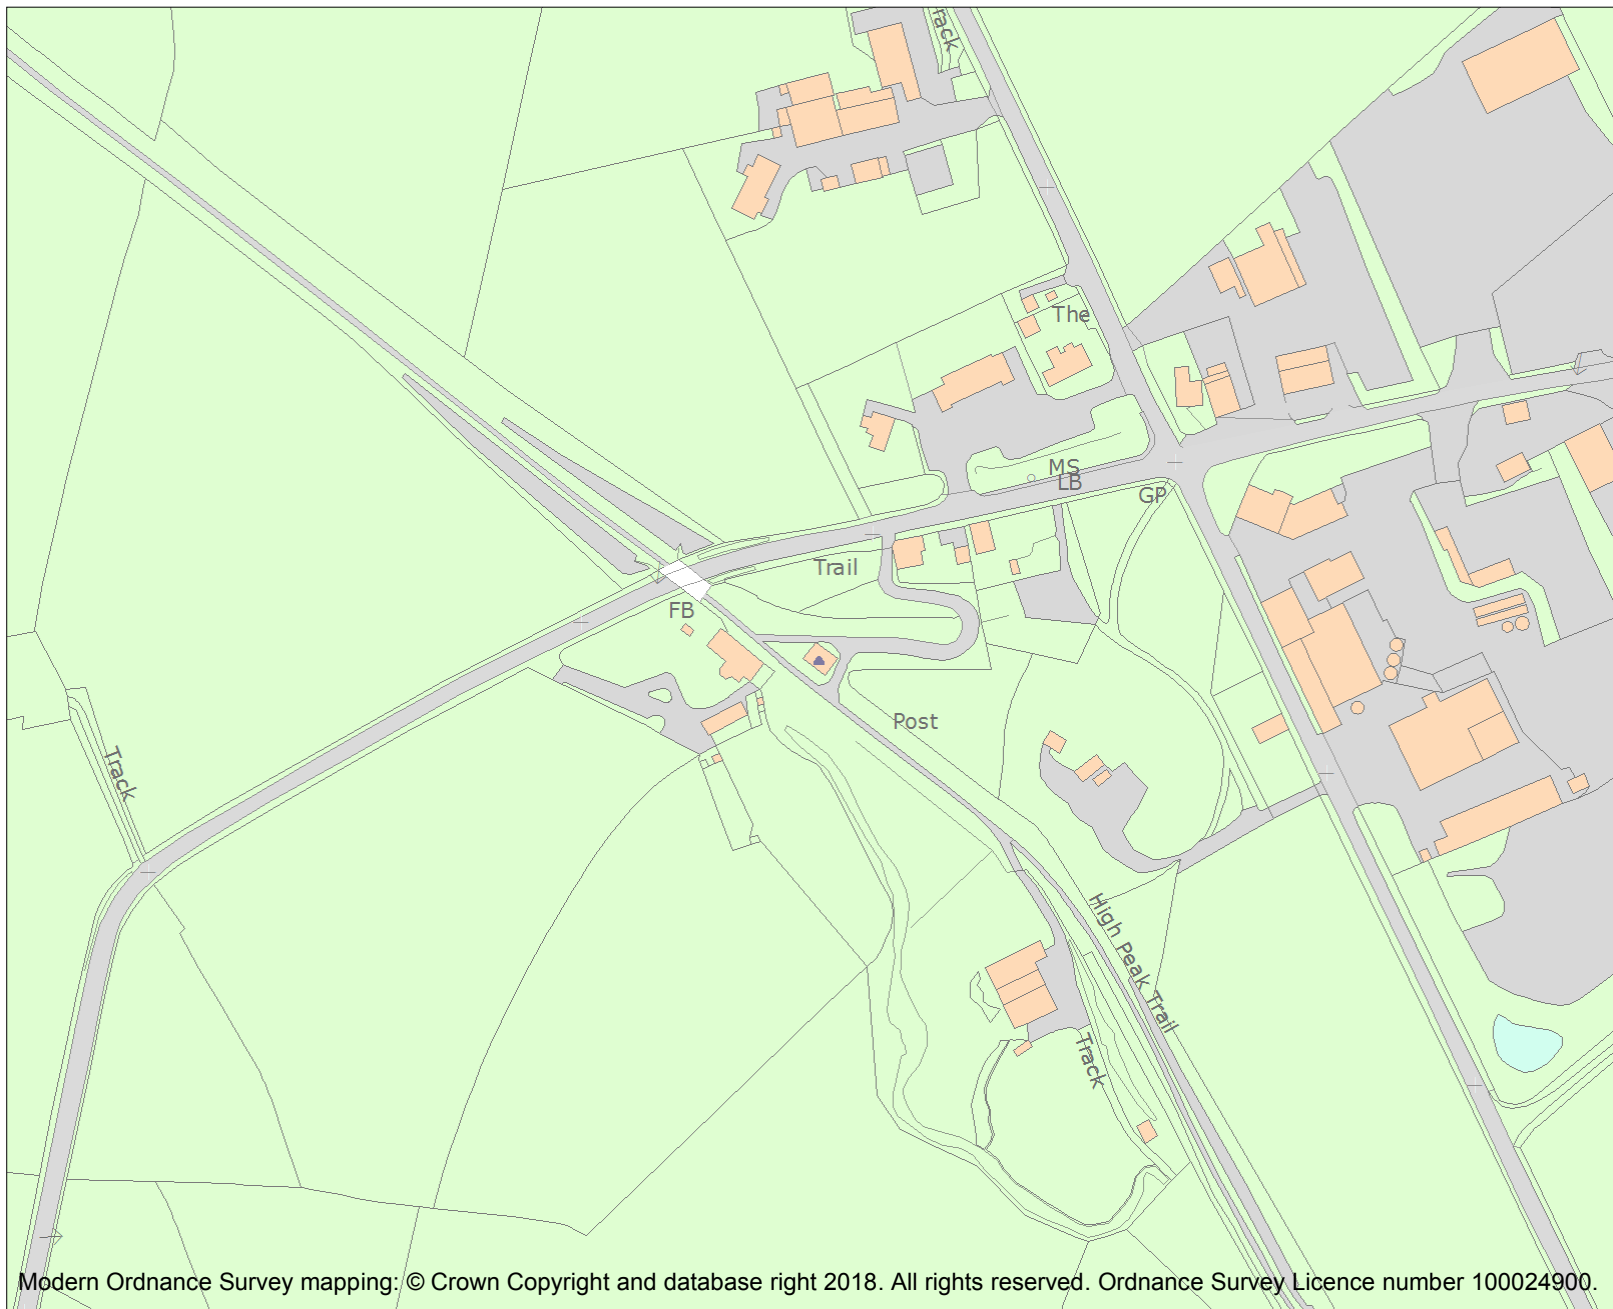 rack
The
MS
LB
GP
Trail
FB
Post
Track
High Peak Trail
Track
Modern Ordnance Survey mapping: © Crown Copyright and database right 2018. All rights reserved. Ordnance Survey Licence number 100024900.